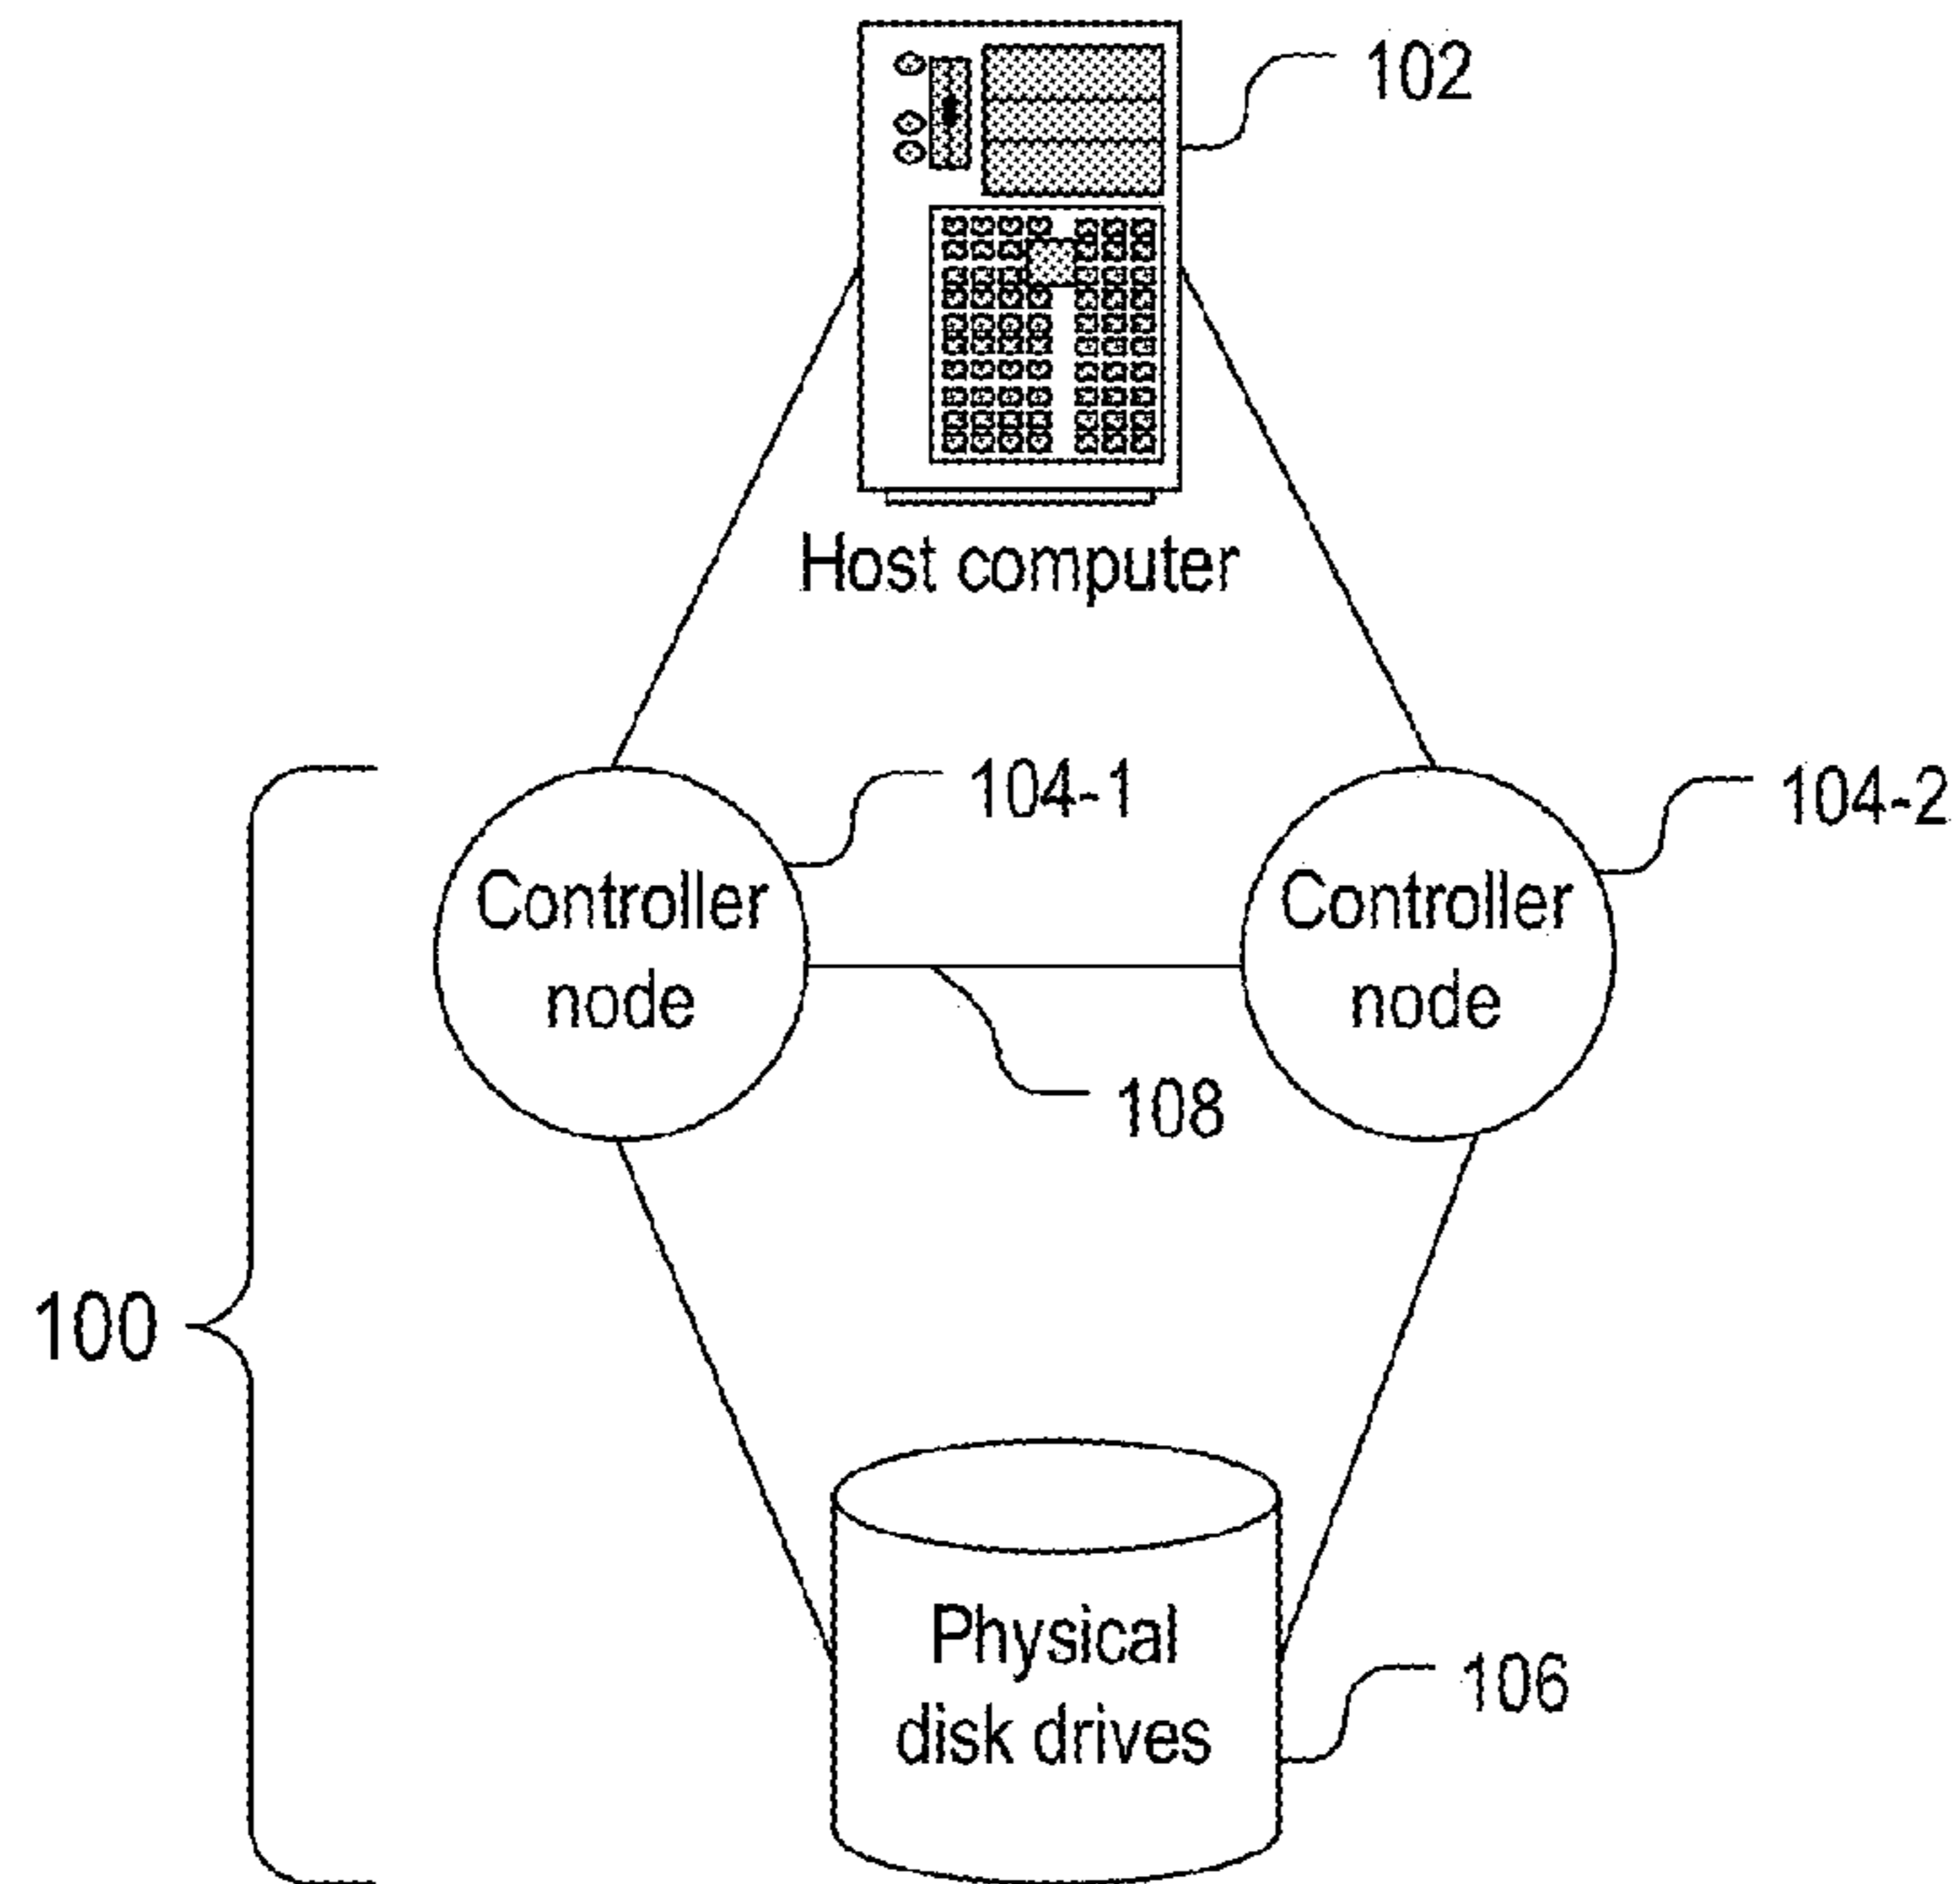 102
Host computer
104-1
104-2
Controller
node
Controller
node
108
100
Physical
disk drives
106